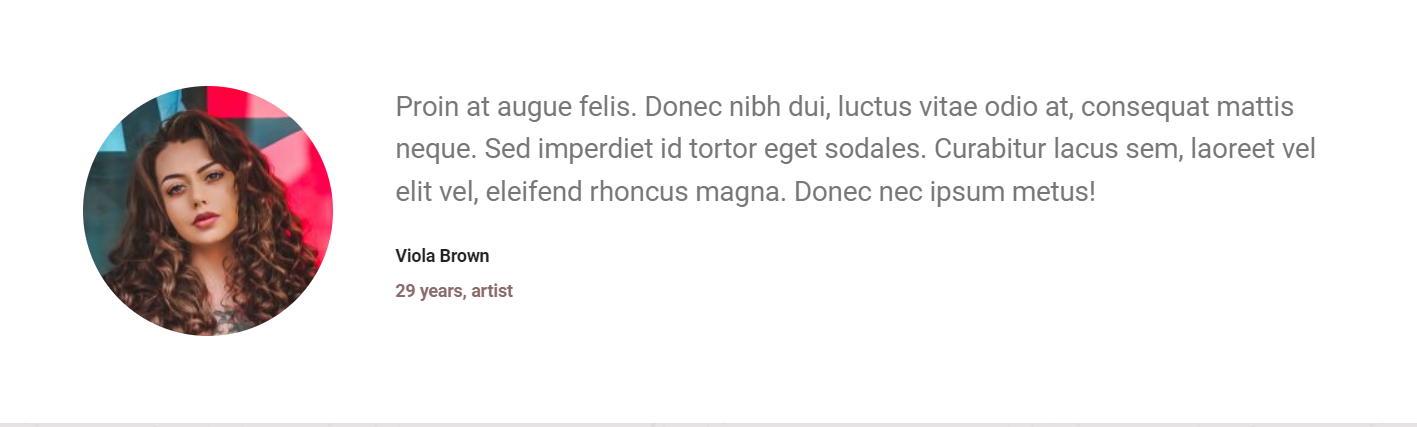 Proin at augue felis. Donec nibh dui, luctus vitae odio at, consequat mattis
neque. Sed imperdiet id tortor eget sodales. Curabitur lacus sem, laoreet vel
elit vel, eleifend rhoncus magna. Donec nec ipsum metus!
Viola Brown
29 years, artist